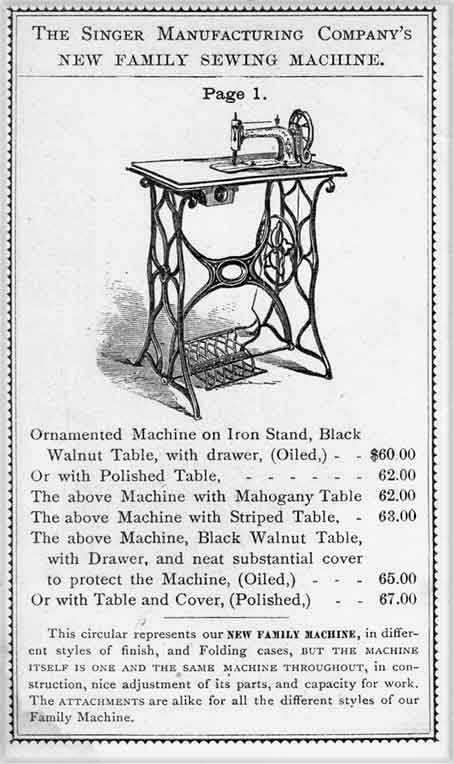 THE SINGER MANUFACTURING COMPANY'S
NEW FAMILY SEWING MACHINE.
Page 1.
Ornamented Machine on Iron Stand, Black
Walnut Table, with drawer, (Oiled,) - - $60 00
Or with Polished Table, - - - - - - 62.00
The above Machine with Mahogany Table 62.00
The above Machine with Striped Table, - 63.00
The above Machine, Black Walnut Table,
with Drawer, and neat substantial cover
to protect the Machine, (Oiled,) - - - 65.00
Or with Table and Cover, (Polished,) - - 67.00
This circular represents our NEW FAMILY MACHINE, in differ-
ent styles of finish, and Folding cases, BUT THE MACHINE
ITSELF IS ONE AND THE SAME MACHINE THROUGHOUT, in con-
struction, nice adjustment of its parts, and capacity for work.
The ATTACHMENTS are alike for all the different styles of our
Family Machine.